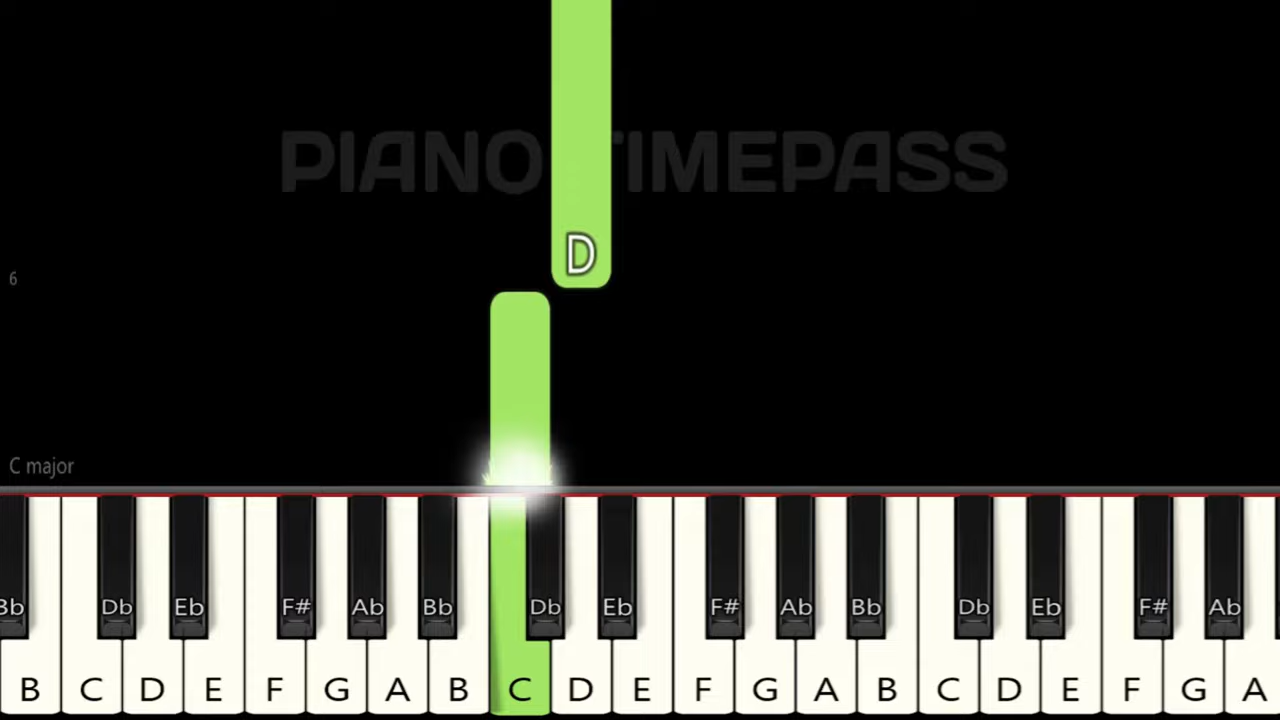 PIANO TIMEPASS
D
6
C major
Bb Db Eb F# Ab Bb Db Eb F# Ab Bb Db Eb F# Ab
B C D E F G A B C D E F G A B C D E F G A